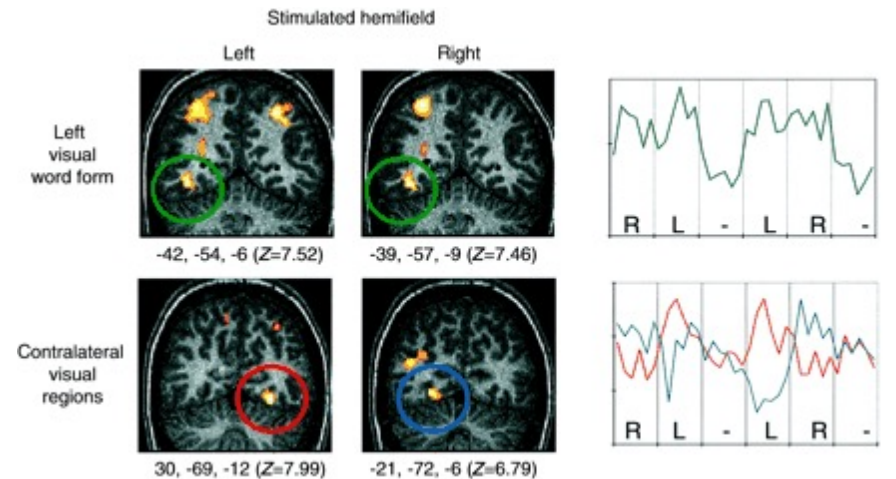 Stimulated hemifield
Left Right
Left
visual
word form
R L - L R -
-42, -54, -6 (Z=7.52) -39, -57, -9 (Z=7.46)
Contralateral
visual
regions
R L - L R -
30, -69, -12 (Z=7.99) -21, -72, -6 (Z=6.79)